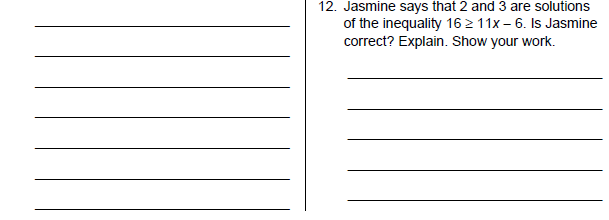 12. Jasmine says that 2 and 3 are solutions
of the inequality 16 ≥ 11x – 6. Is Jasmine
correct? Explain. Show your work.